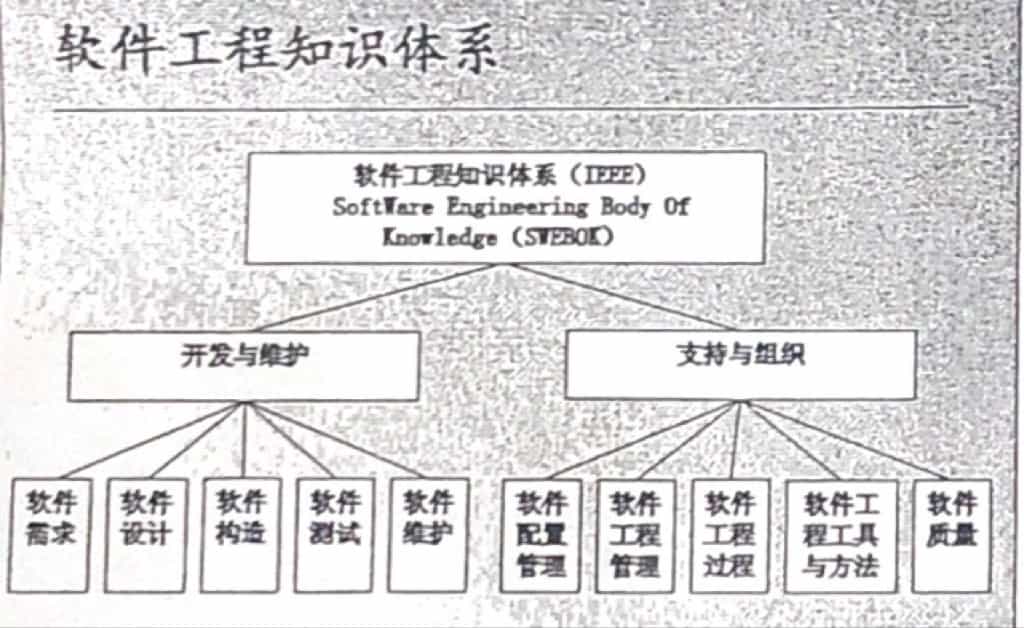 软件工程知识体系
软件工程知识体系（IEEE）
SoftWare Engineering Body Of
Knowledge（SWEBOK）
开发与维护
支持与组织
软件
需求
软件
设计
软件
构造
软件
测试
软件
维护
软件
配置
管理
软件
工程
管理
软件
工程
过程
软件工
程工具
与方法
软件
质量